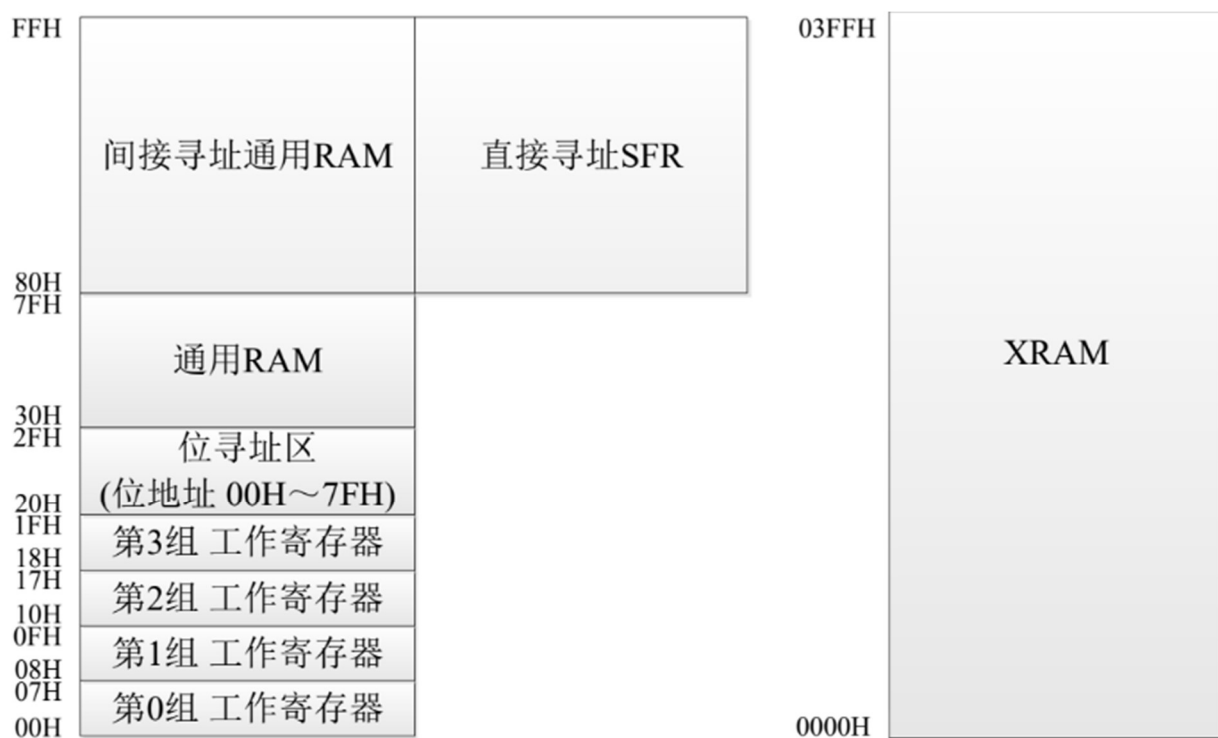 FFH
03FFH
间接寻址通用RAM
直接寻址SFR
80H
7FH
通用RAM
XRAM
30H
2FH
位寻址区
(位地址 00H～7FH)
20H
1FH
第3组 工作寄存器
18H
17H
第2组 工作寄存器
10H
0FH
第1组 工作寄存器
08H
07H
第0组 工作寄存器
00H
0000H